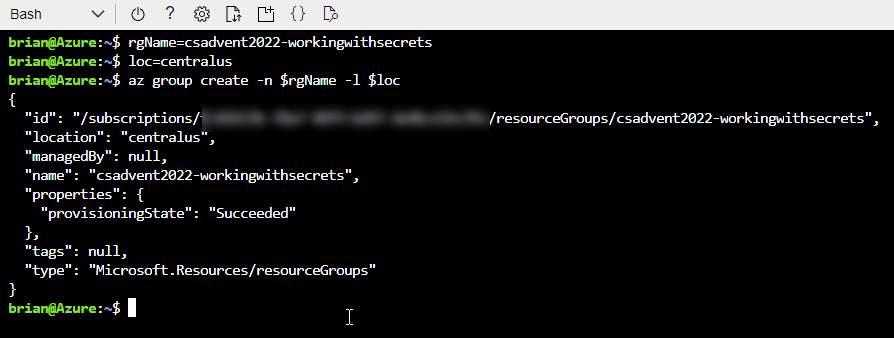 Bash
brian@Azure:~$ rgName=csadvent2022-workingwithsecrets
brian@Azure:~$ loc=centralus
brian@Azure:~$ az group create -n $rgName -l $loc
{
  "id": "/subscriptions/ /resourceGroups/csadvent2022-workingwithsecrets",
  "location": "centralus",
  "managedBy": null,
  "name": "csadvent2022-workingwithsecrets",
  "properties": {
    "provisioningState": "Succeeded"
  },
  "tags": null,
  "type": "Microsoft.Resources/resourceGroups"
}
brian@Azure:~$